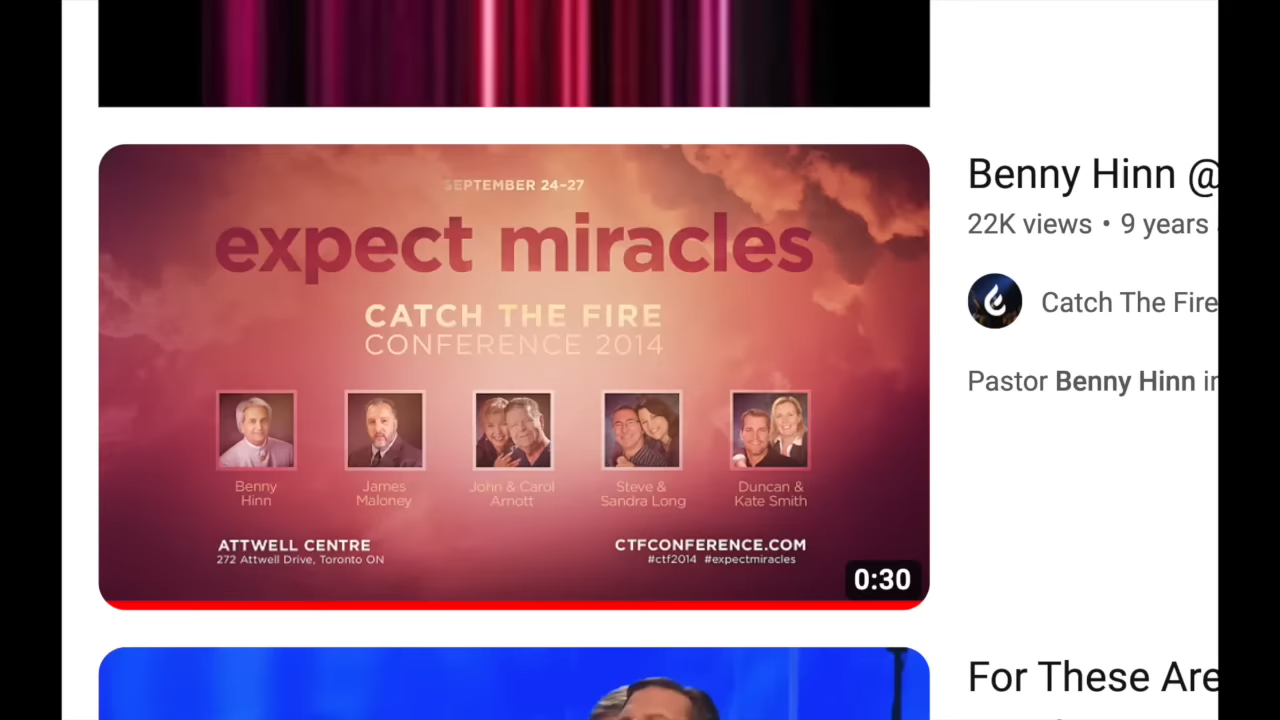 SEPTEMBER 24-27
expect miracles
CATCH THE FIRE
CONFERENCE 2014
Benny
Hinn
James
Maloney
John & Carol
Arnott
Steve &
Sandra Long
Duncan &
Kate Smith
ATTWELL CENTRE
272 Attwell Drive, Toronto ON
CTFCONFERENCE.COM
#ctf2014 #expectmiracles
0:30
Benny Hinn @
22K views • 9 years
Catch The Fire
Pastor Benny Hinn in
For These Are